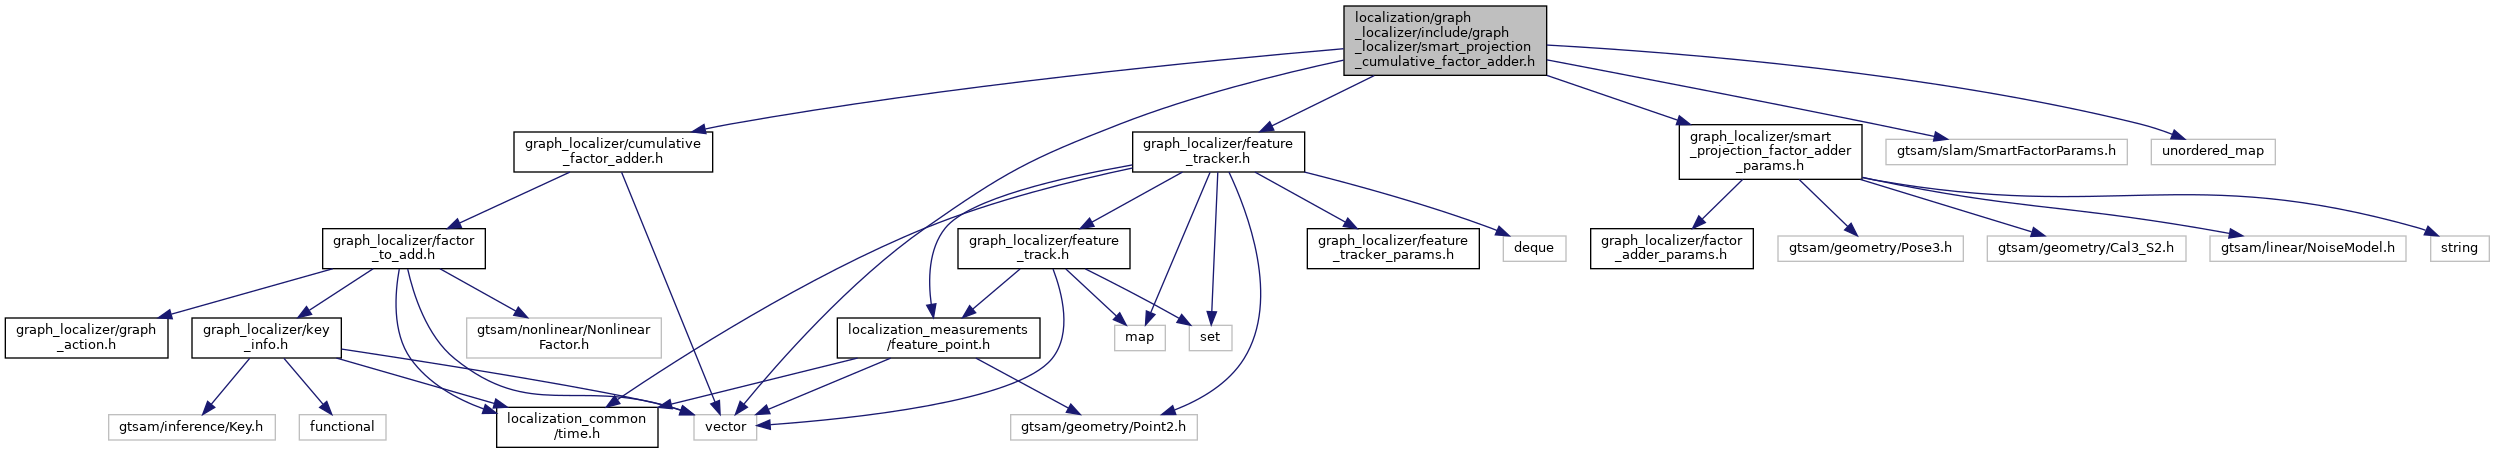 localization/graph
_localizer/include/graph
_localizer/smart_projection
_cumulative_factor_adder.h
graph_localizer/cumulative
_factor_adder.h
graph_localizer/feature
_tracker.h
graph_localizer/smart
_projection_factor_adder
_params.h
gtsam/slam/SmartFactorParams.h
unordered_map
graph_localizer/factor
_to_add.h
graph_localizer/feature
_track.h
graph_localizer/feature
_tracker_params.h
deque
graph_localizer/factor
_adder_params.h
gtsam/geometry/Pose3.h
gtsam/geometry/Cal3_S2.h
gtsam/linear/NoiseModel.h
string
graph_localizer/graph
_action.h
graph_localizer/key
_info.h
gtsam/nonlinear/Nonlinear
Factor.h
localization_measurements
/feature_point.h
map
set
gtsam/inference/Key.h
functional
localization_common
/time.h
vector
gtsam/geometry/Point2.h